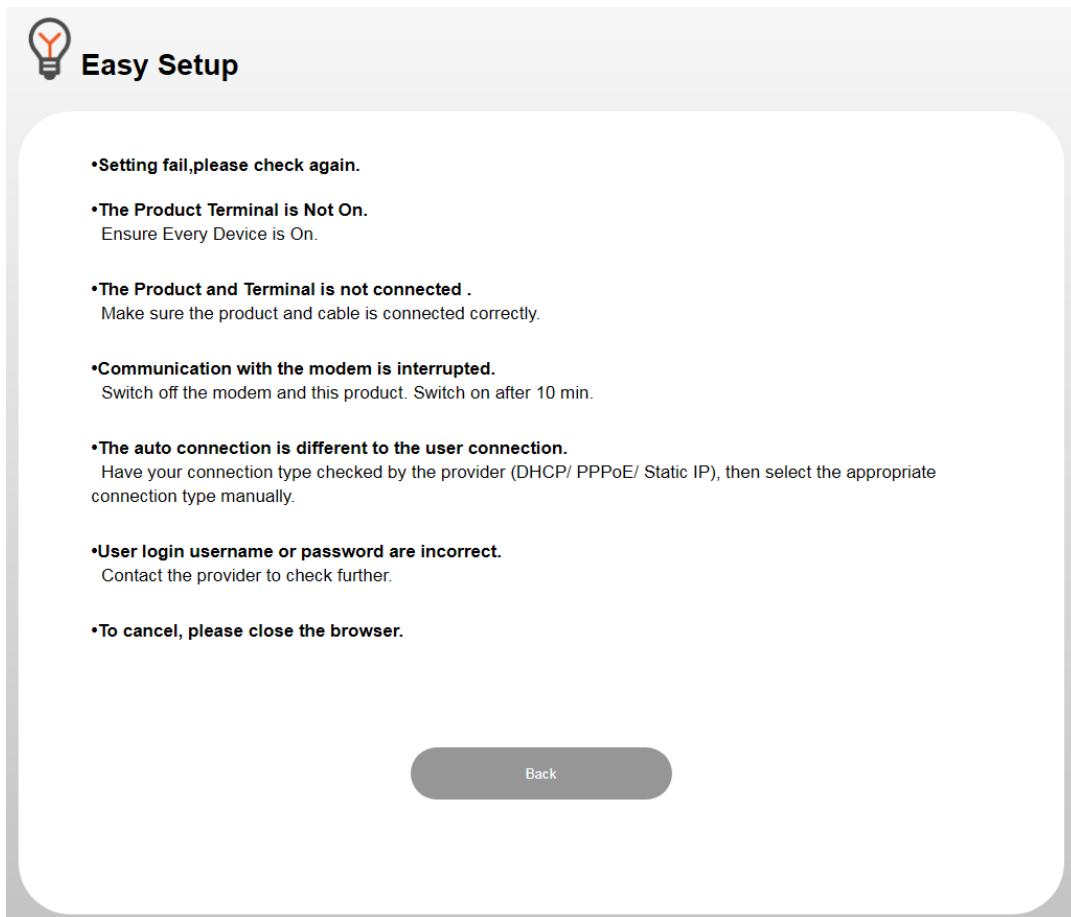 Easy Setup
•Setting fail,please check again.
•The Product Terminal is Not On.
Ensure Every Device is On.
•The Product and Terminal is not connected .
Make sure the product and cable is connected correctly.
•Communication with the modem is interrupted.
Switch off the modem and this product. Switch on after 10 min.
•The auto connection is different to the user connection.
Have your connection type checked by the provider (DHCP/ PPPoE/ Static IP), then select the appropriate
connection type manually.
•User login username or password are incorrect.
Contact the provider to check further.
•To cancel, please close the browser.
Back